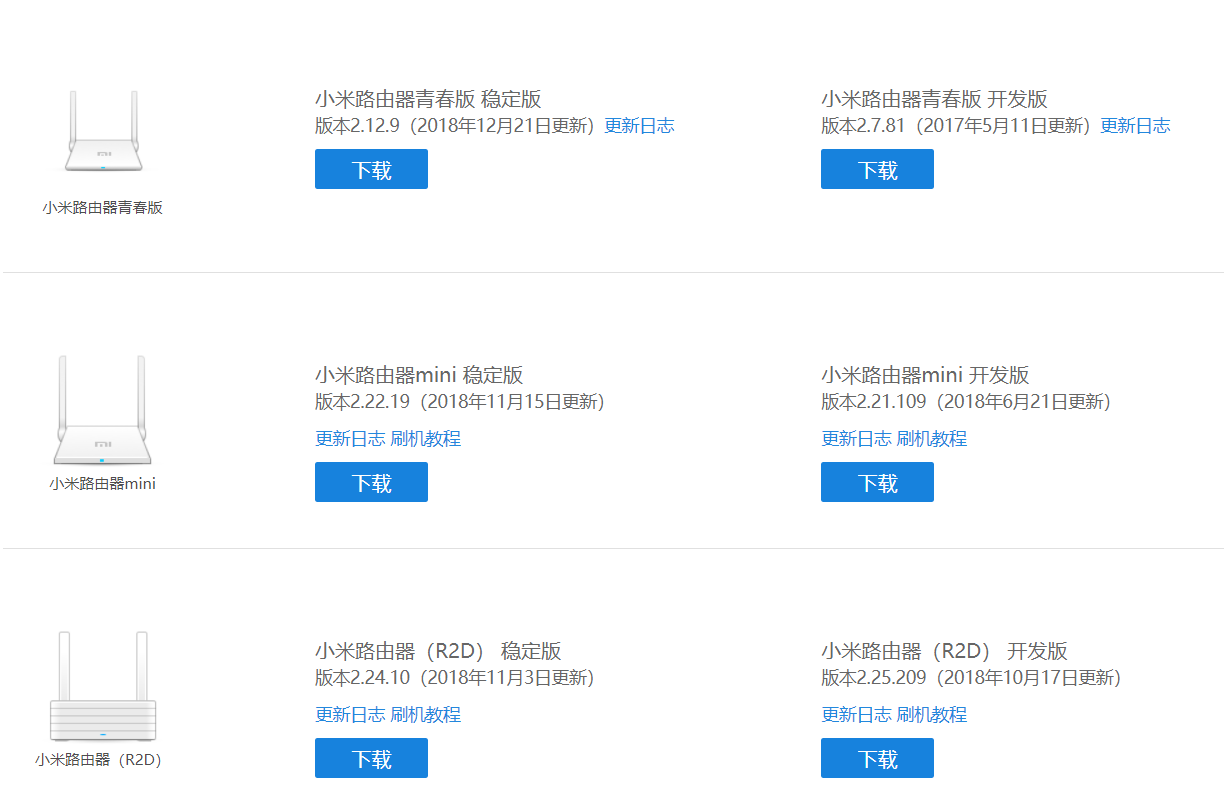 小米路由器青春版 稳定版
版本2.12.9（2018年12月21日更新）更新日志
下载
小米路由器青春版 开发版
版本2.7.81（2017年5月11日更新）更新日志
下载
小米路由器青春版
小米路由器mini 稳定版
版本2.22.19（2018年11月15日更新）
更新日志 刷机教程
下载
小米路由器mini 开发版
版本2.21.109（2018年6月21日更新）
更新日志 刷机教程
下载
小米路由器mini
小米路由器（R2D） 稳定版
版本2.24.10（2018年11月3日更新）
更新日志 刷机教程
下载
小米路由器（R2D） 开发版
版本2.25.209（2018年10月17日更新）
更新日志 刷机教程
下载
小米路由器（R2D）